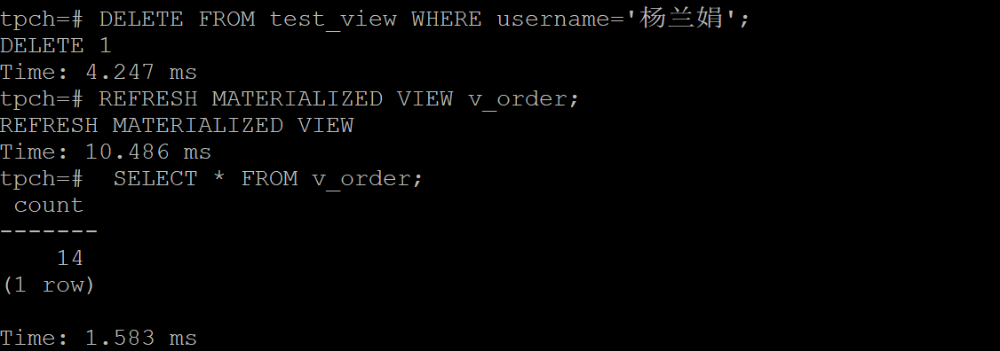 tpch=# DELETE FROM test_view WHERE username='杨兰娟';
DELETE 1
Time: 4.247 ms
tpch=# REFRESH MATERIALIZED VIEW v_order;
REFRESH MATERIALIZED VIEW
Time: 10.486 ms
tpch=#  SELECT * FROM v_order;
 count
-------
    14
(1 row)

Time: 1.583 ms